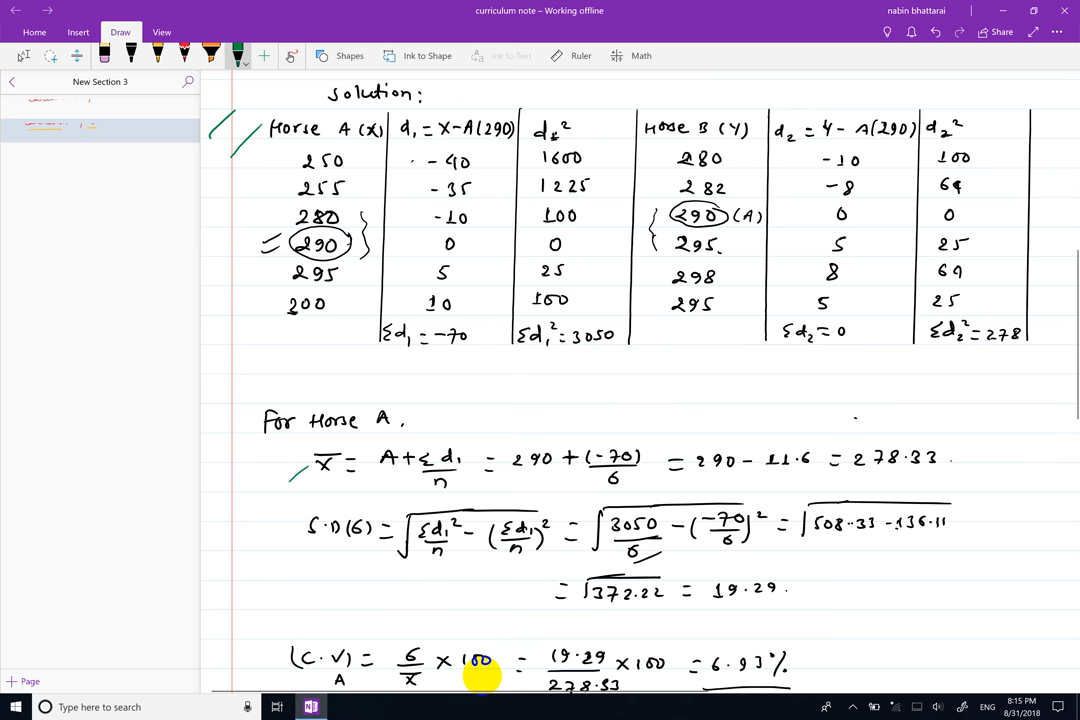 curriculum note – Working offline
nabin bhattarai
Home Insert Draw View
Share
Shapes Ink to Shape Ink to Text Ruler Math
New Section 3
Solution:
Horse A (X) d₁ = X-A(290) d₁² Horse B (Y) d₂ = Y - A(290) d₂²
250 -40 1600 280 -10 100
255 -35 1225 282 -8 64
280 -10 100 290 (A) 0 0
290 0 0 295 5 25
295 5 25 298 8 64
300 10 100 295 5 25
Σd₁ = -70 Σd₁² = 3050 Σd₂ = 0 Σd₂² = 278
For Horse A.
X̄ = A + Σd₁/n = 290 + (-70)/6 = 290 - 11.6 = 278.33
S.D(σ) = √(Σd₁²/n - (Σd₁/n)²) = √(3050/6 - (-70/6)²) = √(508.33 - 136.11)
= √372.22 = 19.29.
(C.V)A = σ/X̄ × 100 = 19.29/278.33 × 100 = 6.93%
Page
Type here to search
ENG
8:15 PM
8/31/2018